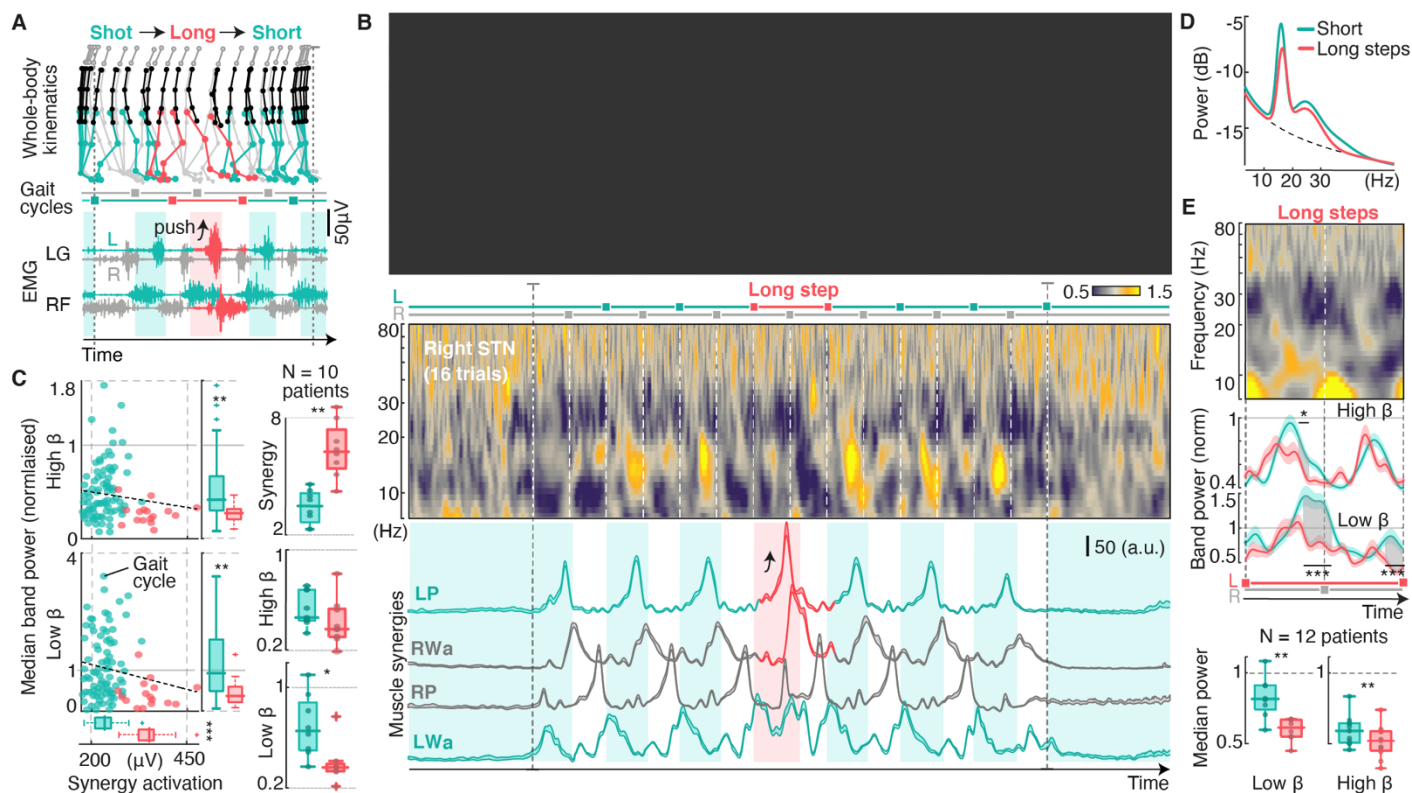 A
Shot → Long → Short
Whole-body
kinematics
Gait
cycles
50µV
push
L
LG
R
EMG
RF
Time
B
L
R
Long step
0.5
1.5
80
Right STN
(16 trials)
30
20
10
(Hz)
50 (a.u.)
LP
RWa
RP
LWa
Muscle synergies
Time
C
Median band power (normlaised)
High β
1.8
1
0
**
Low β
4
1
0
Gait
cycle
**
***
200 (µV) 450
Synergy activation
N = 10
patients
Synergy
8
2
**
High β
1
0.2
Low β
1
0.2
*
D
Power (dB)
-5
-10
-15
Short
Long steps
10 20 30 (Hz)
E
Long steps
Frequency (Hz)
80
30
20
10
Band power (norm)
High β
1
0.4
*
Low β
1.5
0.5
*** ***
L
R
Time
N = 12 patients
Median power
1
0.5
**
1
**
Low β High β